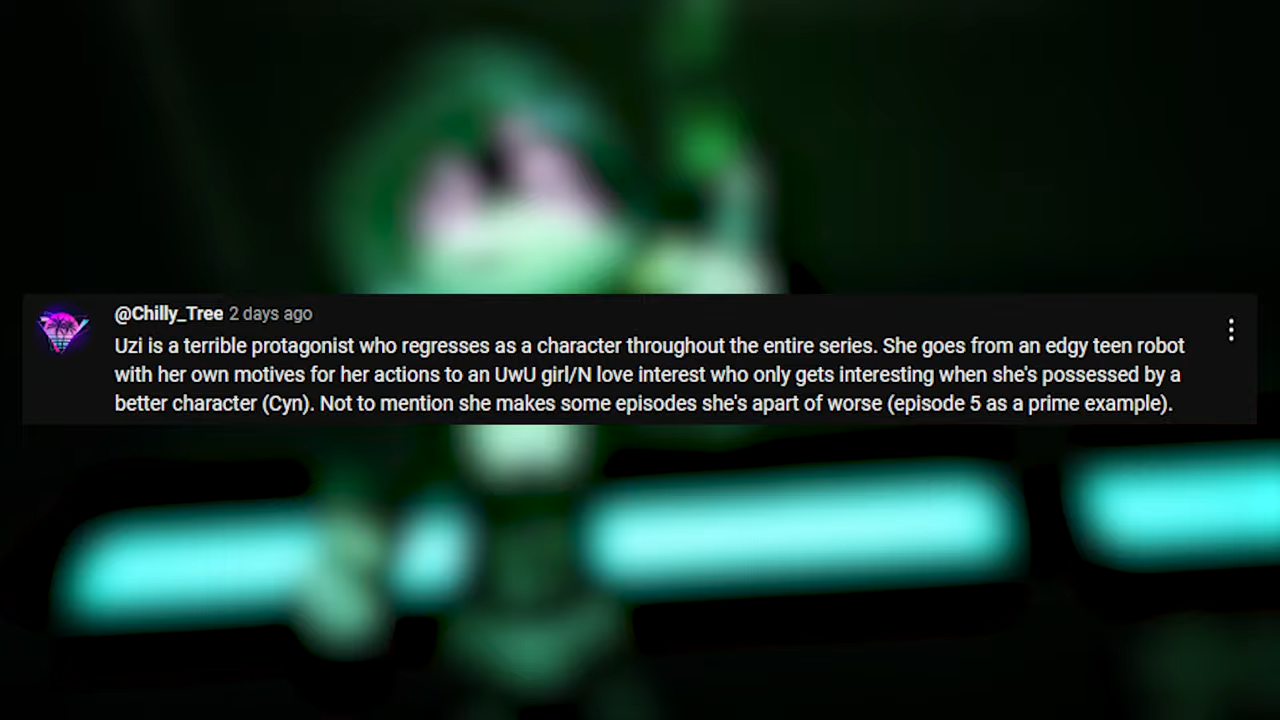 @Chilly_Tree 2 days ago
Uzi is a terrible protagonist who regresses as a character throughout the entire series. She goes from an edgy teen robot
with her own motives for her actions to an UwU girl/N love interest who only gets interesting when she's possessed by a
better character (Cyn). Not to mention she makes some episodes she's apart of worse (episode 5 as a prime example).